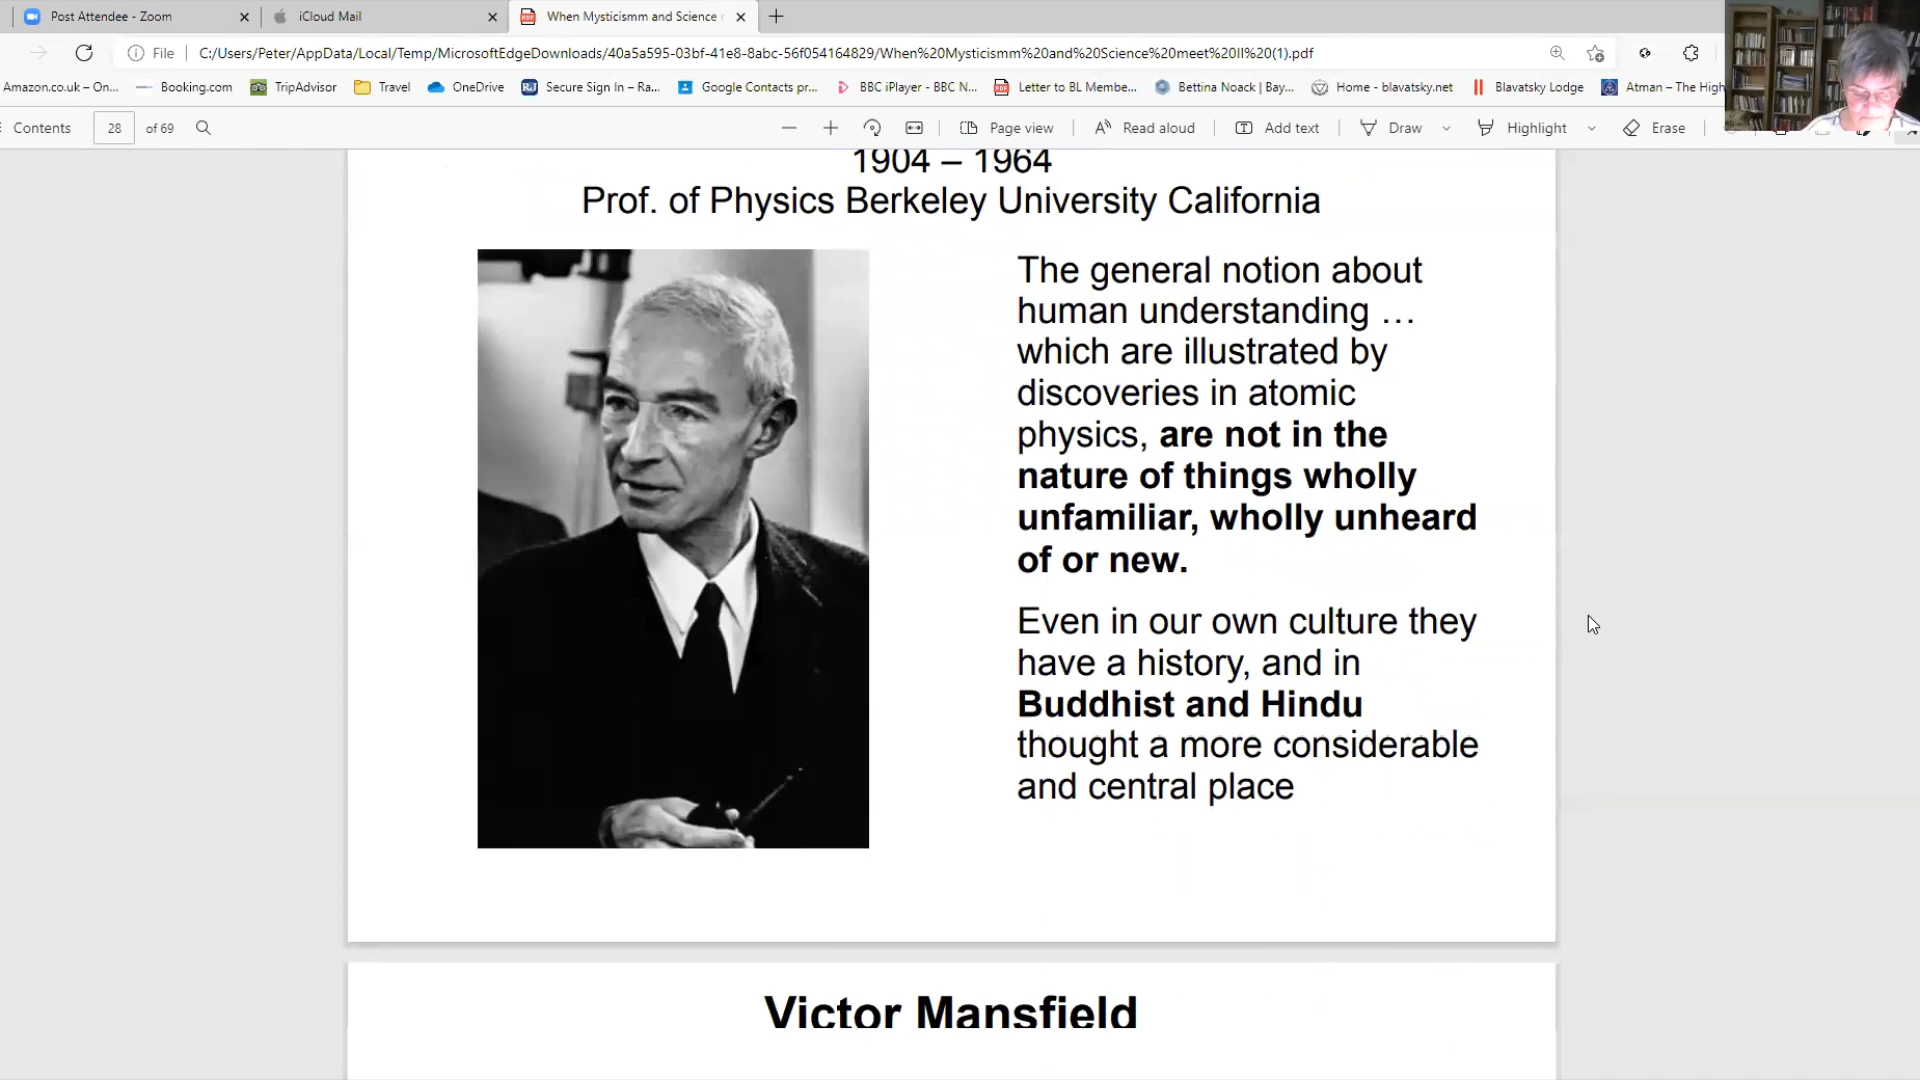 Post Attendee - Zoom
iCloud Mail
When Mysticismm and Science
File
C:/Users/Peter/AppData/Local/Temp/MicrosoftEdgeDownloads/40a5a595-03bf-41e8-8abc-56f054164829/When%20Mysticismm%20and%20Science%20meet%20II%20(1).pdf
Amazon.co.uk – On...
Booking.com
TripAdvisor
Travel
OneDrive
Secure Sign In – Ra...
Google Contacts pr...
BBC iPlayer - BBC N...
Letter to BL Membe...
Bettina Noack | Bay...
Home - blavatsky.net
Blavatsky Lodge
Atman – The High
Contents
28
of 69
Page view
Read aloud
Add text
Draw
Highlight
Erase
1904 – 1964
Prof. of Physics Berkeley University California
The general notion about
human understanding …
which are illustrated by
discoveries in atomic
physics, are not in the
nature of things wholly
unfamiliar, wholly unheard
of or new.
Even in our own culture they
have a history, and in
Buddhist and Hindu
thought a more considerable
and central place
Victor Mansfield